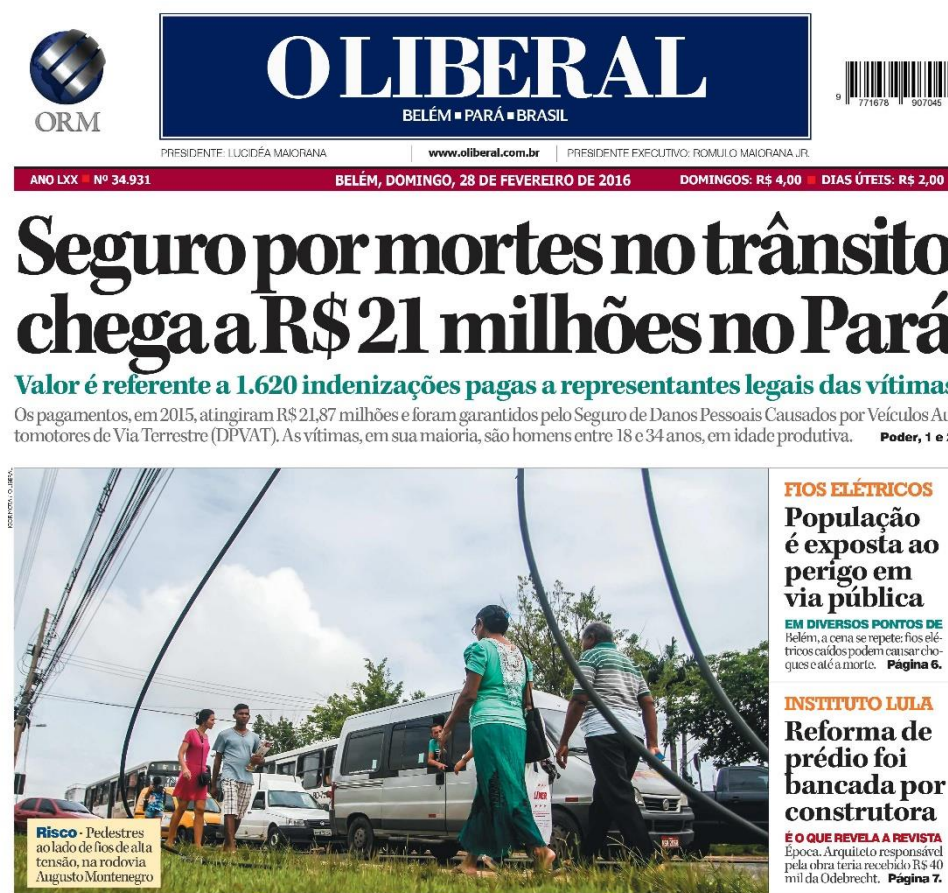 ORM
O LIBERAL
BELÉM ▪ PARÁ ▪ BRASIL
9 771678 907045
PRESIDENTE: LUCIDÉA MAIORANA
www.oliberal.com.br
PRESIDENTE EXECUTIVO: ROMULO MAIORANA JR.
ANO LXX ▪ Nº 34.931
BELÉM, DOMINGO, 28 DE FEVEREIRO DE 2016
DOMINGOS: R$ 4,00 ▪ DIAS ÚTEIS: R$ 2,00
Seguro por mortes no trânsito
chega a R$ 21 milhões no Pará
Valor é referente a 1.620 indenizações pagas a representantes legais das vítimas
Os pagamentos, em 2015, atingiram R$ 21,87 milhões e foram garantidos pelo Seguro de Danos Pessoais Causados por Veículos Au
tomotores de Via Terrestre (DPVAT). As vítimas, em sua maioria, são homens entre 18 e 34 anos, em idade produtiva. Poder, 1 e
Risco - Pedestres
ao lado de fios de alta
tensão, na rodovia
Augusto Montenegro
FIOS ELÉTRICOS
População
é exposta ao
perigo em
via pública
EM DIVERSOS PONTOS DE
Belém, a cena se repete: fios elé-
tricos caídos podem causar cho-
ques e até a morte. Página 6.
INSTITUTO LULA
Reforma de
prédio foi
bancada por
construtora
É O QUE REVELA A REVISTA
Época. Arquiteto responsável
pela obra teria recebido R$ 40
mil da Odebrecht. Página 7.